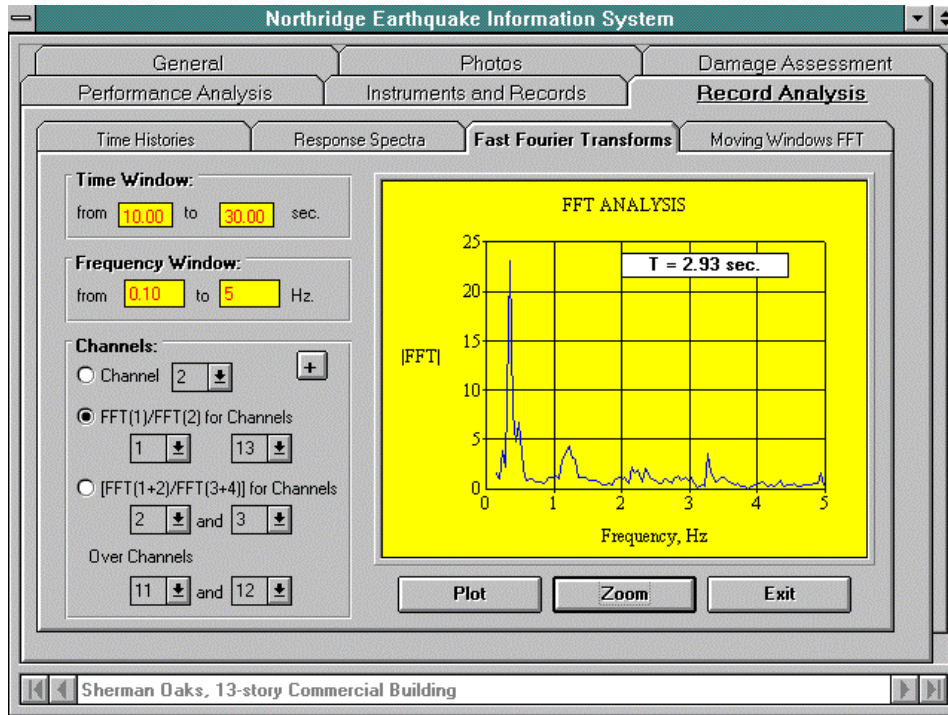 Northridge Earthquake Information System
General Photos Damage Assessment
Performance Analysis Instruments and Records Record Analysis
Time Histories Response Spectra Fast Fourier Transforms Moving Windows FFT
Time Window:
from 10.00 to 30.00 sec.
Frequency Window:
from 0.10 to 5 Hz.
Channels:
Channel 2 +
FFT(1)/FFT(2) for Channels
1 13
[FFT(1+2)/FFT(3+4)] for Channels
2 and 3
Over Channels
11 and 12
FFT ANALYSIS
T = 2.93 sec.
|FFT|
25
20
15
10
5
0
0 1 2 3 4 5
Frequency, Hz
Plot Zoom Exit
Sherman Oaks, 13-story Commercial Building